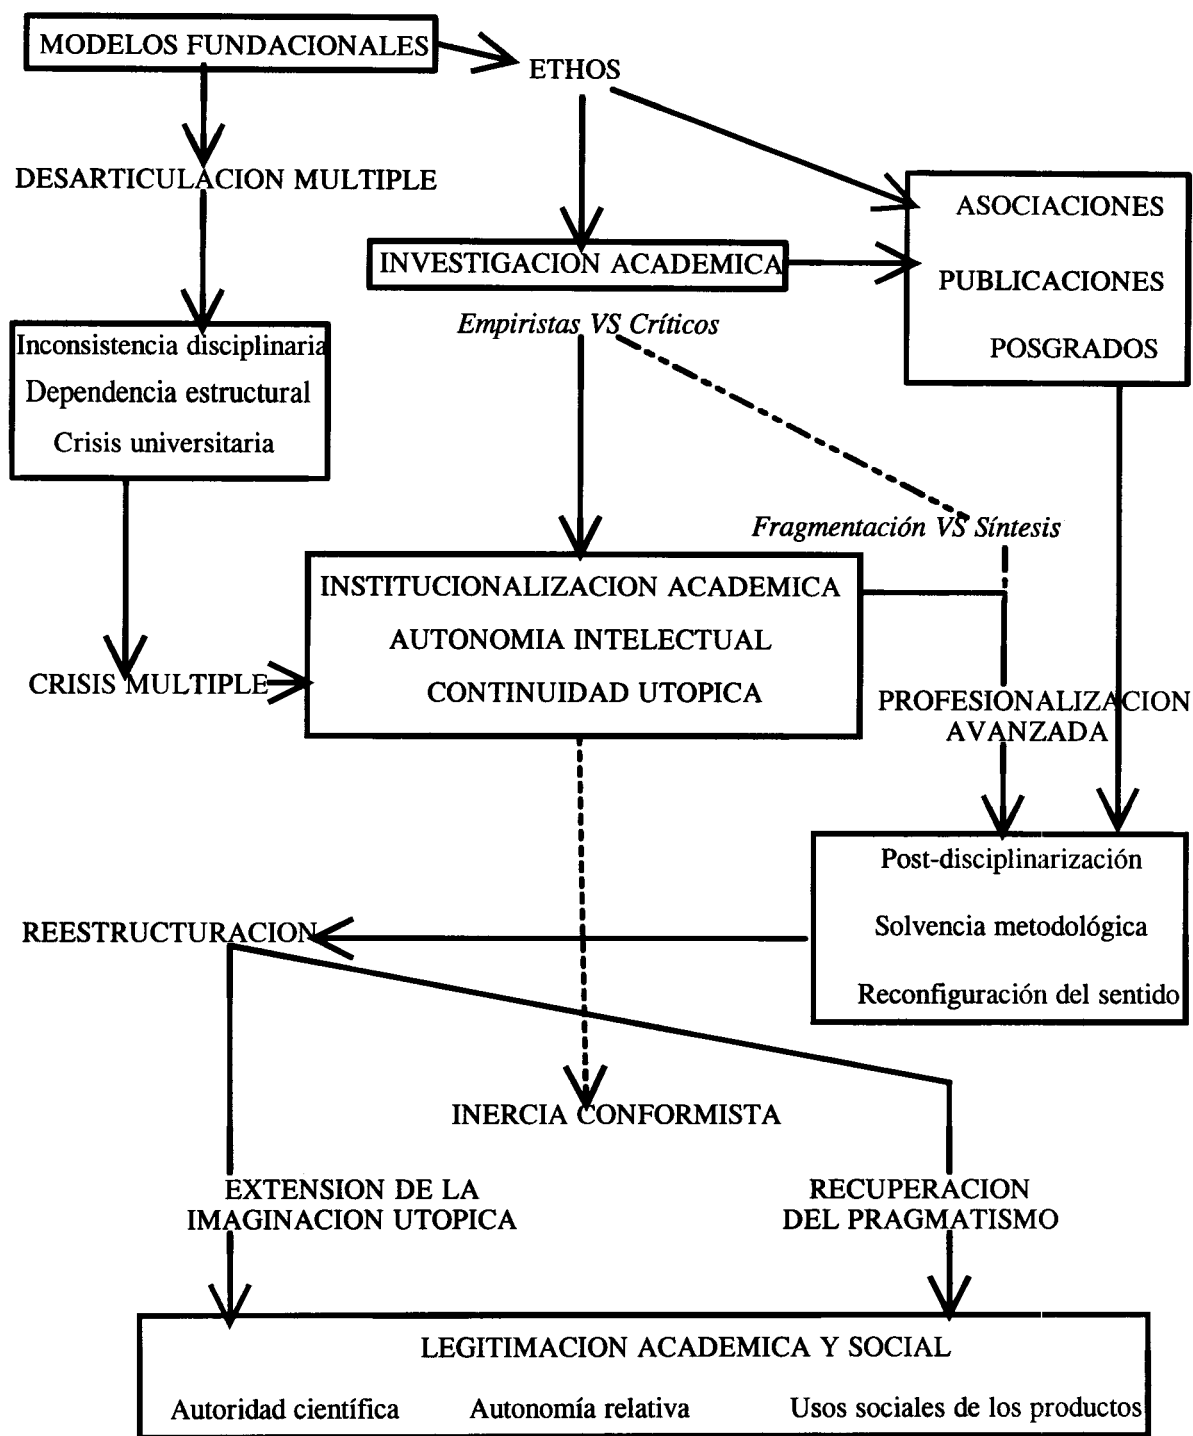 MODELOS FUNDACIONALES
ETHOS
DESARTICULACION MULTIPLE
ASOCIACIONES
INVESTIGACION ACADEMICA
PUBLICACIONES
Empiristas VS Críticos
POSGRADOS
Inconsistencia disciplinaria
Dependencia estructural
Crisis universitaria
Fragmentación VS Síntesis
INSTITUCIONALIZACION ACADEMICA
AUTONOMIA INTELECTUAL
CONTINUIDAD UTOPICA
CRISIS MULTIPLE
PROFESIONALIZACION
AVANZADA
Post-disciplinarización
Solvencia metodológica
Reconfiguración del sentido
REESTRUCTURACION
INERCIA CONFORMISTA
EXTENSION DE LA
IMAGINACION UTOPICA
RECUPERACION
DEL PRAGMATISMO
LEGITIMACION ACADEMICA Y SOCIAL
Autoridad científica
Autonomía relativa
Usos sociales de los productos